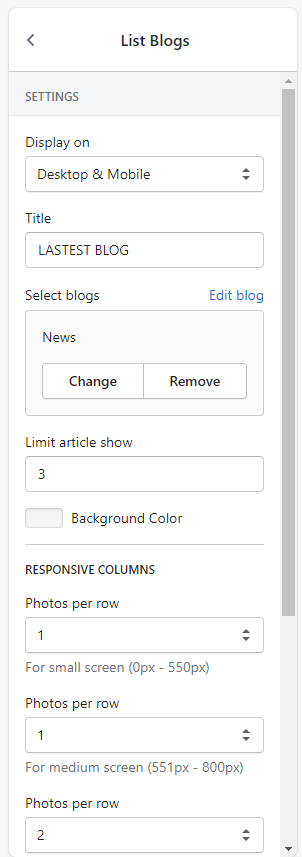 List Blogs
SETTINGS
Display on
Desktop & Mobile
Title
LASTEST BLOG
Select blogs Edit blog
News
Change Remove
Limit article show
3
Background Color
RESPONSIVE COLUMNS
Photos per row
1
For small screen (0px - 550px)
Photos per row
1
For medium screen (551px - 800px)
Photos per row
2